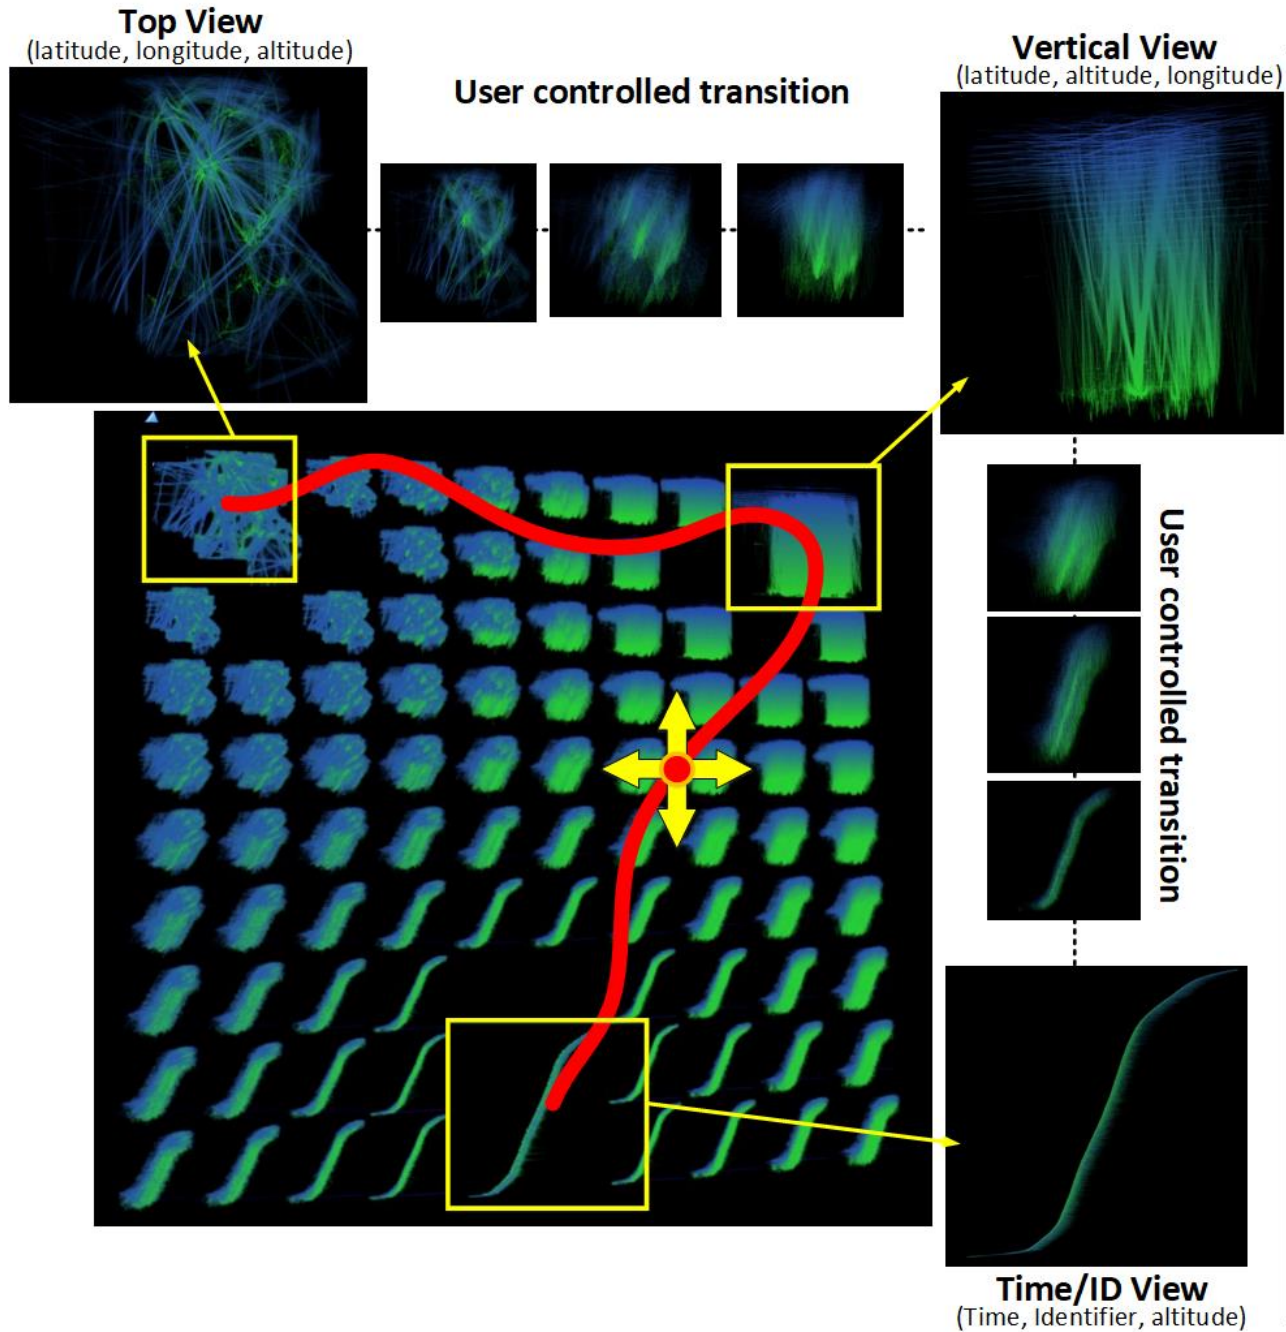 Top View
(latitude, longitude, altitude)
User controlled transition
Vertical View
(latitude, altitude, longitude)
User controlled transition
Time/ID View
(Time, Identifier, altitude)